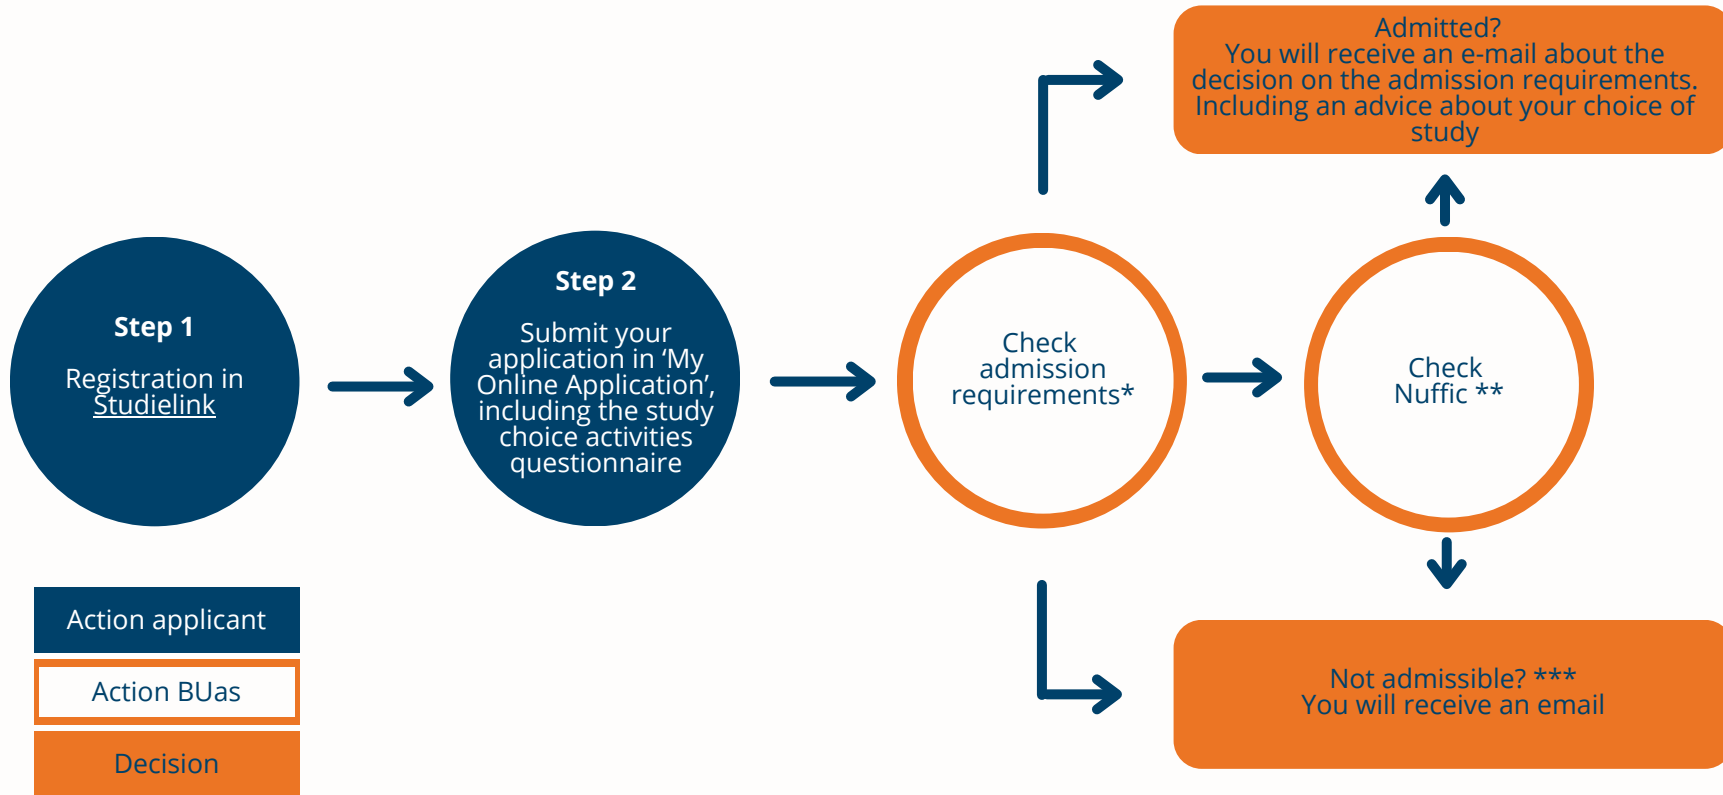 Step 1
Registration in
Studielink
Step 2
Submit your
application in ‘My
Online Application’,
including the study
choice activities
questionnaire
Check
admission
requirements*
Check
Nuffic **
Admitted?
You will receive an e-mail about the
decision on the admission requirements.
Including an advice about your choice of
study
Not admissible? ***
You will receive an email
Action applicant
Action BUas
Decision